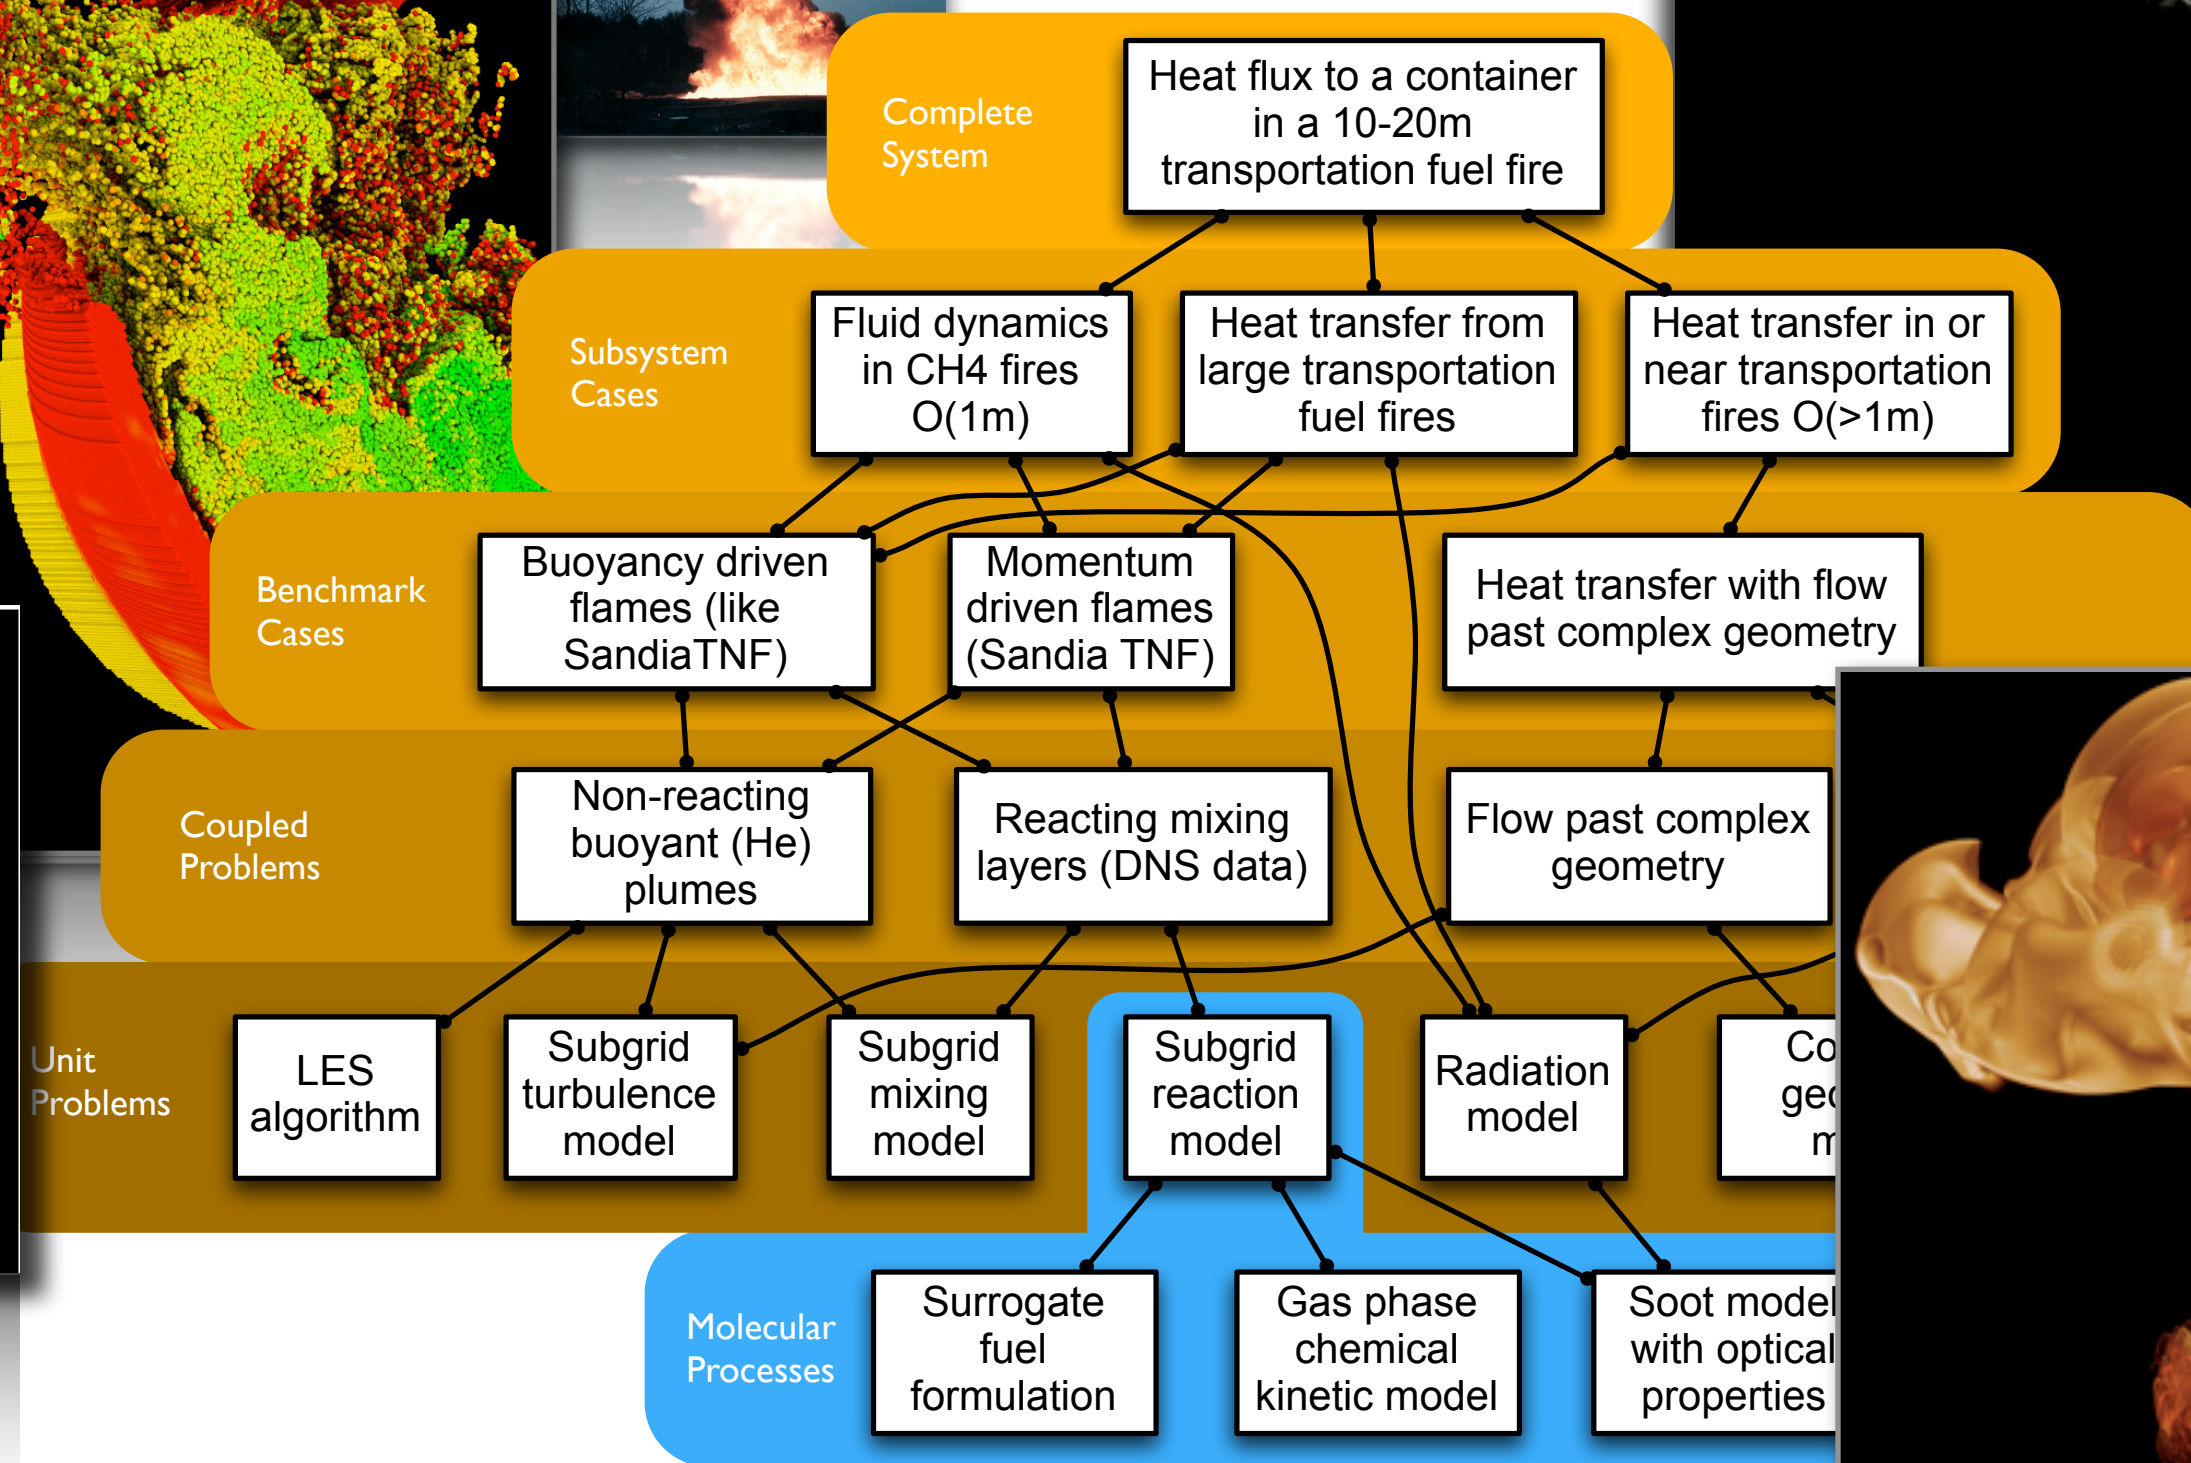 Complete
System
Heat flux to a container
in a 10-20m
transportation fuel fire
Subsystem
Cases
Fluid dynamics
in CH4 fires
O(1m)
Heat transfer from
large transportation
fuel fires
Heat transfer in or
near transportation
fires O(>1m)
Benchmark
Cases
Buoyancy driven
flames (like
SandiaTNF)
Momentum
driven flames
(Sandia TNF)
Heat transfer with flow
past complex geometry
Coupled
Problems
Non-reacting
buoyant (He)
plumes
Reacting mixing
layers (DNS data)
Flow past complex
geometry
Unit
Problems
LES
algorithm
Subgrid
turbulence
model
Subgrid
mixing
model
Subgrid
reaction
model
Radiation
model
Molecular
Processes
Surrogate
fuel
formulation
Gas phase
chemical
kinetic model
Soot model
with optical
properties